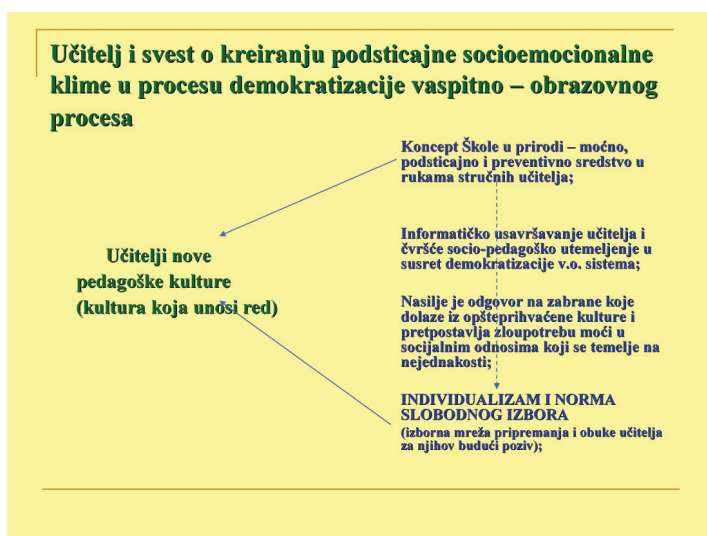 Učitelj i svest o kreiranju podsticajne socioemocionalne
klime u procesu demokratizacije vaspitno – obrazovnog
procesa
Koncept Škole u prirodi – moćno,
podsticajno i preventivno sredstvo u
rukama stručnih učitelja;
Informatičko usavršavanje učitelja i
čvršće socio-pedagoško utemeljenje u
susret demokratizacije v.o. sistema;
Učitelji nove
pedagoške kulture
(kultura koja unosi red)
Nasilje je odgovor na zabrane koje
dolaze iz opšteprihvaćene kulture i
pretpostavlja zloupotrebu moći u
socijalnim odnosima koji se temelje na
nejednakosti;
INDIVIDUALIZAM I NORMA
SLOBODNOG IZBORA
(izborna mreža pripremanja i obuke učitelja
za njihov budući poziv);